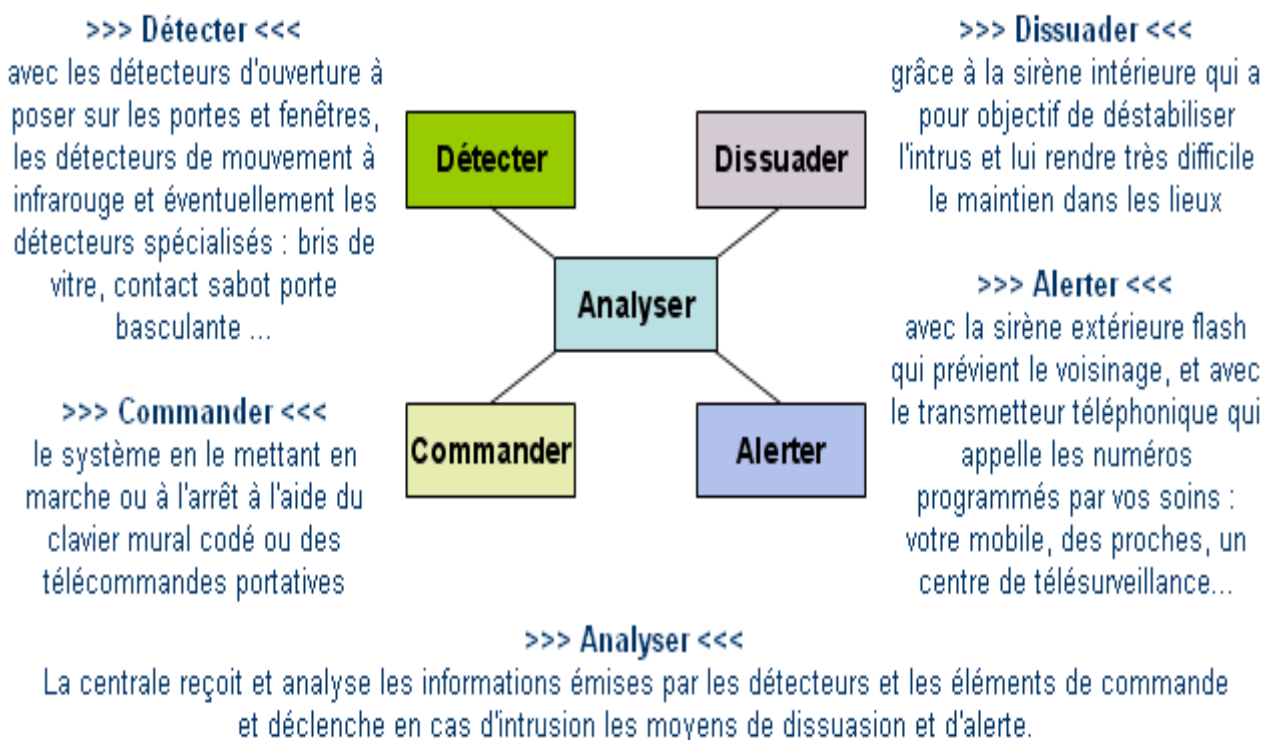 >>> Détecter <<<
avec les détecteurs d'ouverture à
poser sur les portes et fenêtres,
les détecteurs de mouvement à
infrarouge et éventuellement les
détecteurs spécialisés : bris de
vitre, contact sabot porte
basculante ...
>>> Commander <<<
le système en le mettant en
marche ou à l'arrêt à l'aide du
clavier mural codé ou des
télécommandes portatives
Détecter
Dissuader
Analyser
Commander
Alerter
>>> Dissuader <<<
grâce à la sirène intérieure qui a
pour objectif de déstabiliser
l'intrus et lui rendre très difficile
le maintien dans les lieux
>>> Alerter <<<
avec la sirène extérieure flash
qui prévient le voisinage, et avec
le transmetteur téléphonique qui
appelle les numéros
programmés par vos soins :
votre mobile, des proches, un
centre de télésurveillance...
>>> Analyser <<<
La centrale reçoit et analyse les informations émises par les détecteurs et les éléments de commande
et déclenche en cas d'intrusion les moyens de dissuasion et d'alerte.